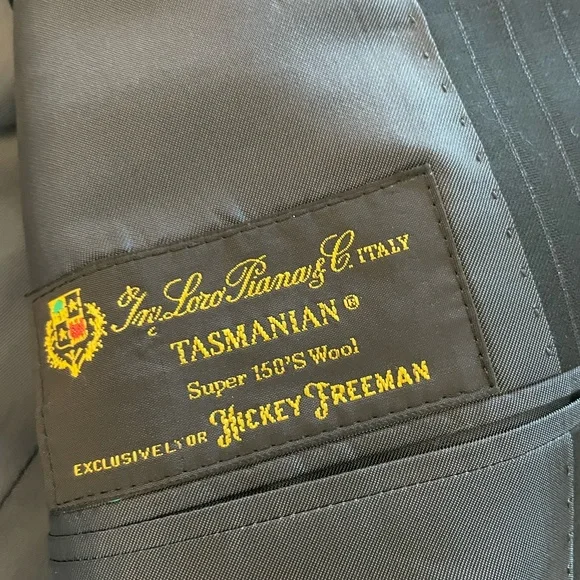 Ing. Loro Piana & C. ITALY
TASMANIAN ®
Super 150'S Wool
EXCLUSIVELY FOR HICKEY FREEMAN